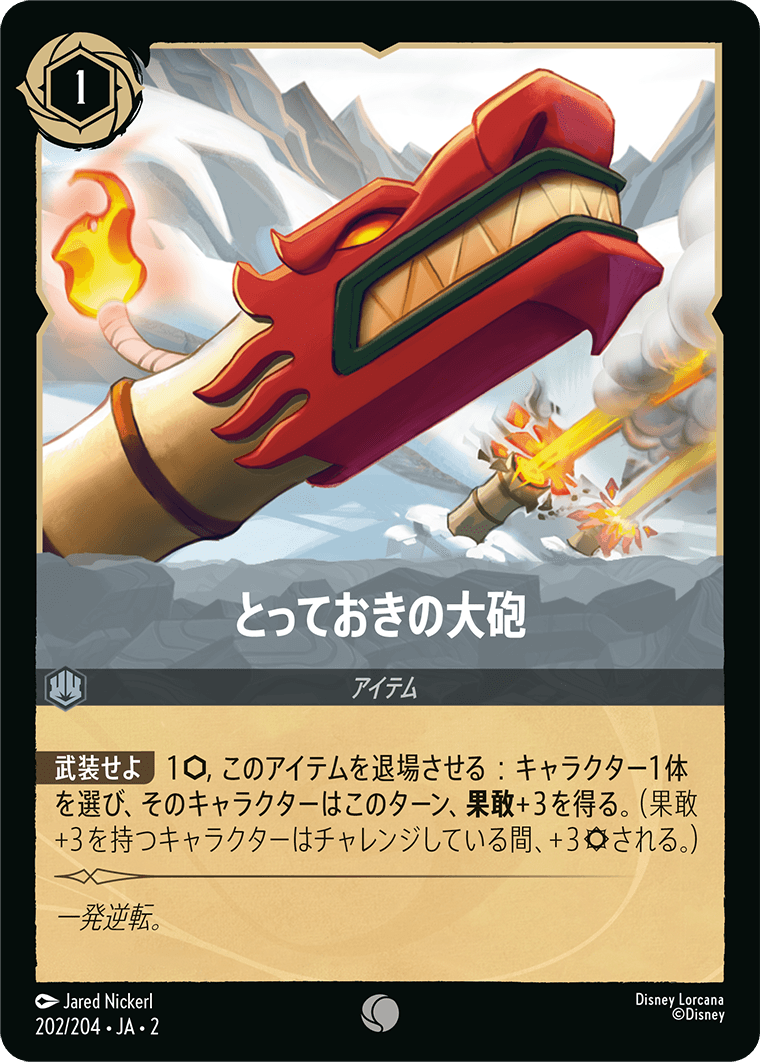 1
とっておきの大砲
アイテム
武装せよ 1⬡, このアイテムを退場させる : キャラクター1体
を選び、そのキャラクターはこのターン、果敢+3を得る。（果敢
+3を持つキャラクターはチャレンジしている間、+3¤される。）
一発逆転。
Jared Nickerl
202/204 • JA • 2
Disney Lorcana
©Disney